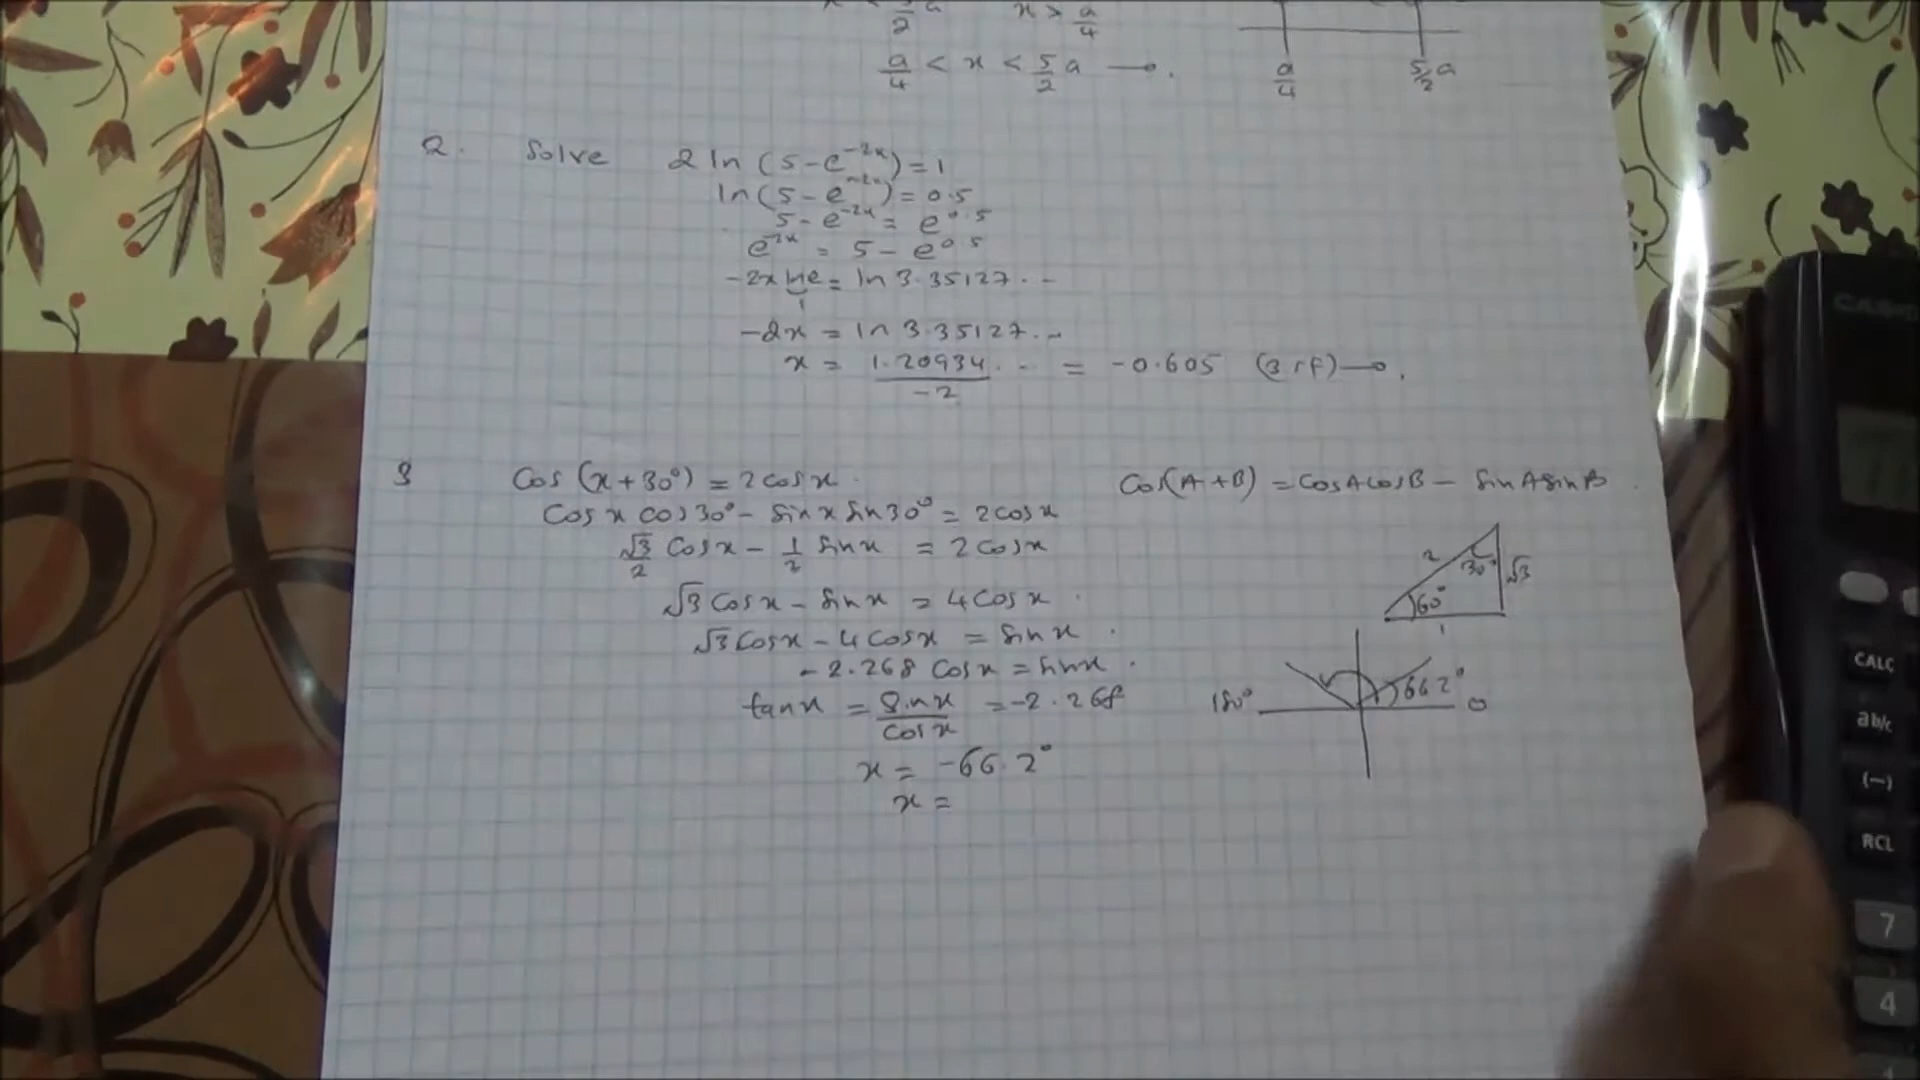 x > a/4
a/4 < x < 5/2 a
a/4 5/2 a
2. Solve 2 ln (5 - e^-2x) = 1
ln (5 - e^-2x) = 0.5
5 - e^-2x = e^0.5
e^-2x = 5 - e^0.5
-2x ln e = ln 3.35127...
1
-2x = ln 3.35127...
x = 1.20934.../-2 = -0.605 (3 sf)
3 Cos (x + 30°) = 2 cos x
Cos(A + B) = CosA cosB - SinA SinB
Cos x cos 30° - Sin x Sin 30° = 2 cos x
√3/2 Cos x - 1/2 Sin x = 2 Cos x
2 30° √3 60° 1
√3 Cos x - Sin x = 4 Cos x
√3 Cos x - 4 Cos x = Sin x
-2.268 Cos x = Sin x
tan x = Sin x/Cos x = -2.268
180° 66.2° 0
x = -66.2°
x =
CASIO
CALC
ab/c
(-)
RCL
7
4